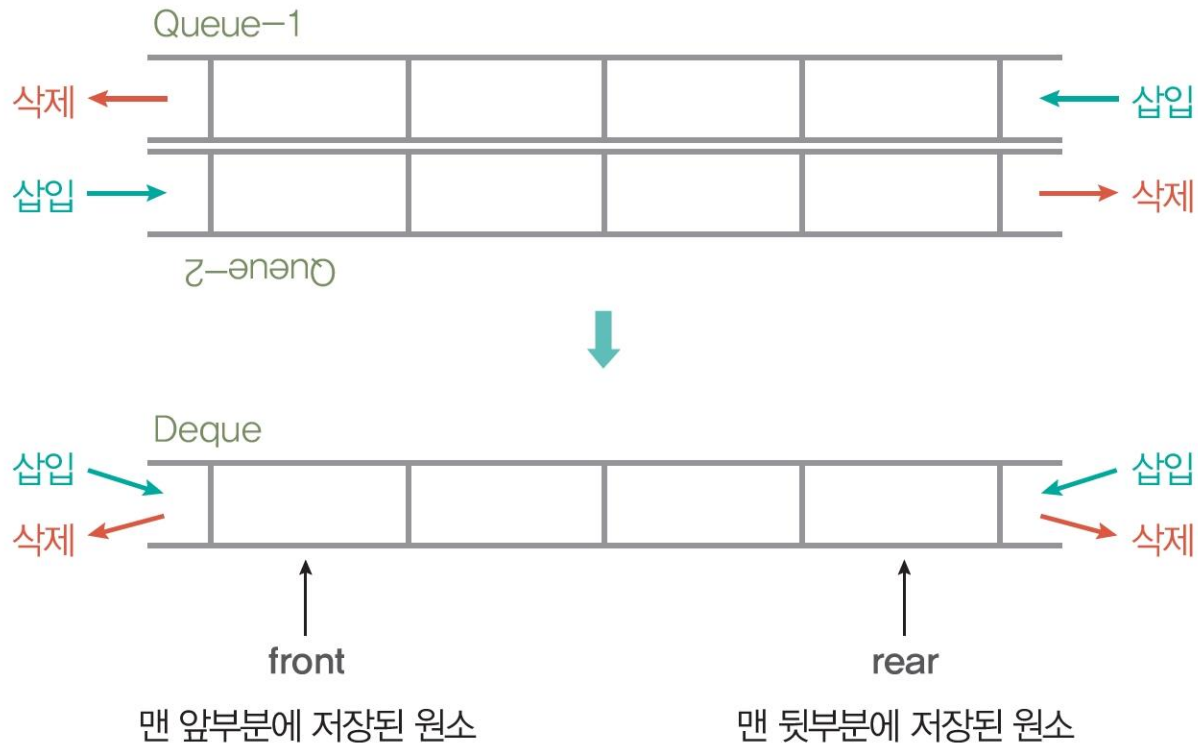 Queue-1
삭제
삽입
삽입
삭제
Queue-2
Deque
삽입
삽입
삭제
삭제
front
rear
맨 앞부분에 저장된 원소
맨 뒷부분에 저장된 원소